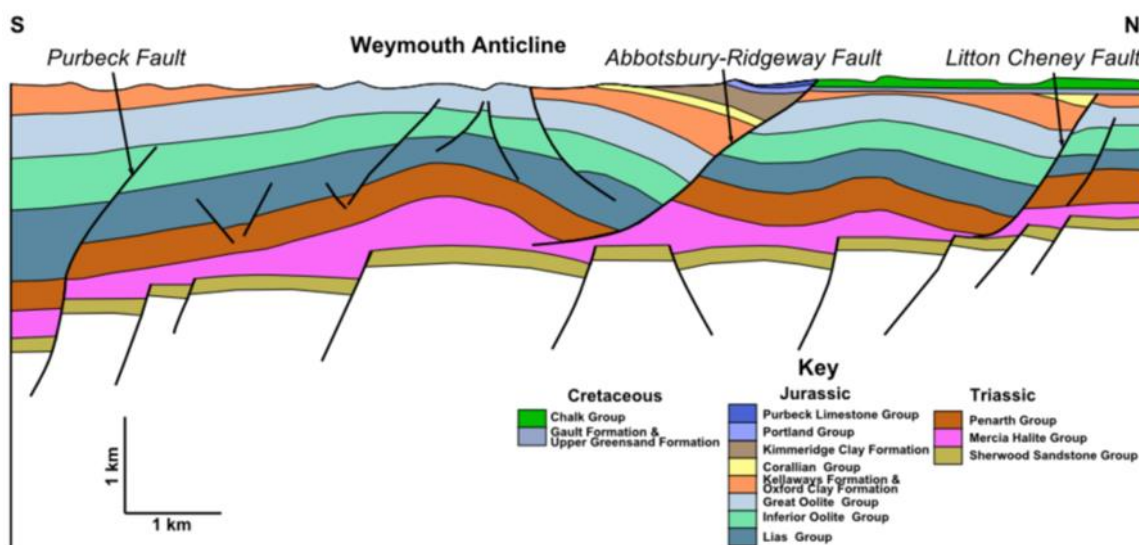 S
N
Purbeck Fault
Weymouth Anticline
Abbotsbury-Ridgeway Fault
Litton Cheney Fault
1 km
1 km
Key
Cretaceous
Chalk Group
Gault Formation &
Upper Greensand Formation
Jurassic
Purbeck Limestone Group
Portland Group
Kimmeridge Clay Formation
Corallian Group
Kellaways Formation &
Oxford Clay Formation
Great Oolite Group
Inferior Oolite Group
Lias Group
Triassic
Penarth Group
Mercia Halite Group
Sherwood Sandstone Group